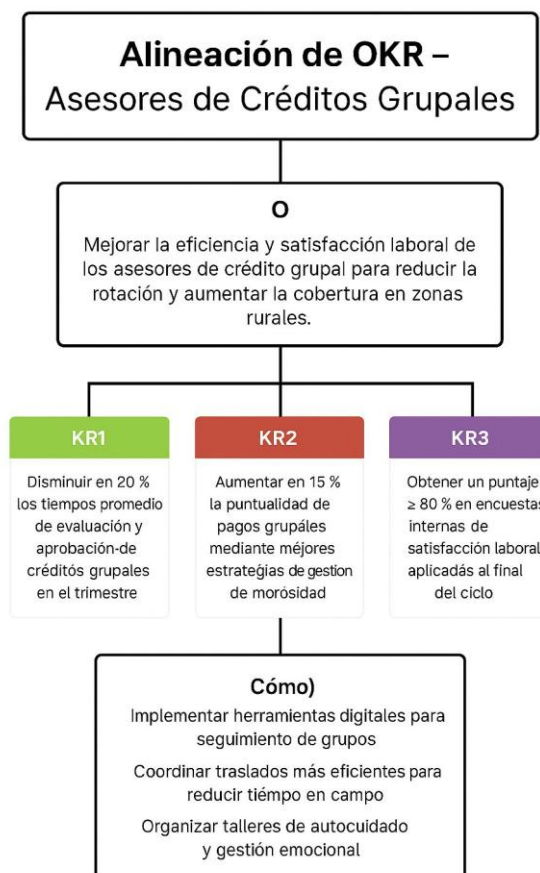 Alineación de OKR –
Asesores de Créditos Grupales
O
Mejorar la eficiencia y satisfacción laboral de
los asesores de crédito grupal para reducir la
rotación y aumentar la cobertura en zonas
rurales.
KR1
Disminuir en 20 %
los tiempos promedio
de evaluación y
aprobación-de
créditós grupales
en el trimestre
KR2
Aumentar en 15 %
la puntualidad de
pagos grupáles
mediante méjores
estrategías de gestion
de morósidad
KR3
Obtener un puntaje
≥ 80 % en encuestas
internas de
satisfacción laboral
aplicadás al final
del ciclo
Cómo)
Implementar herramientas digitales para
seguimiento de grupos
Coordinar traslados más eficientes para
reducir tiémpo en campo
Organizar talleres de autocuidado
y gestión emocional